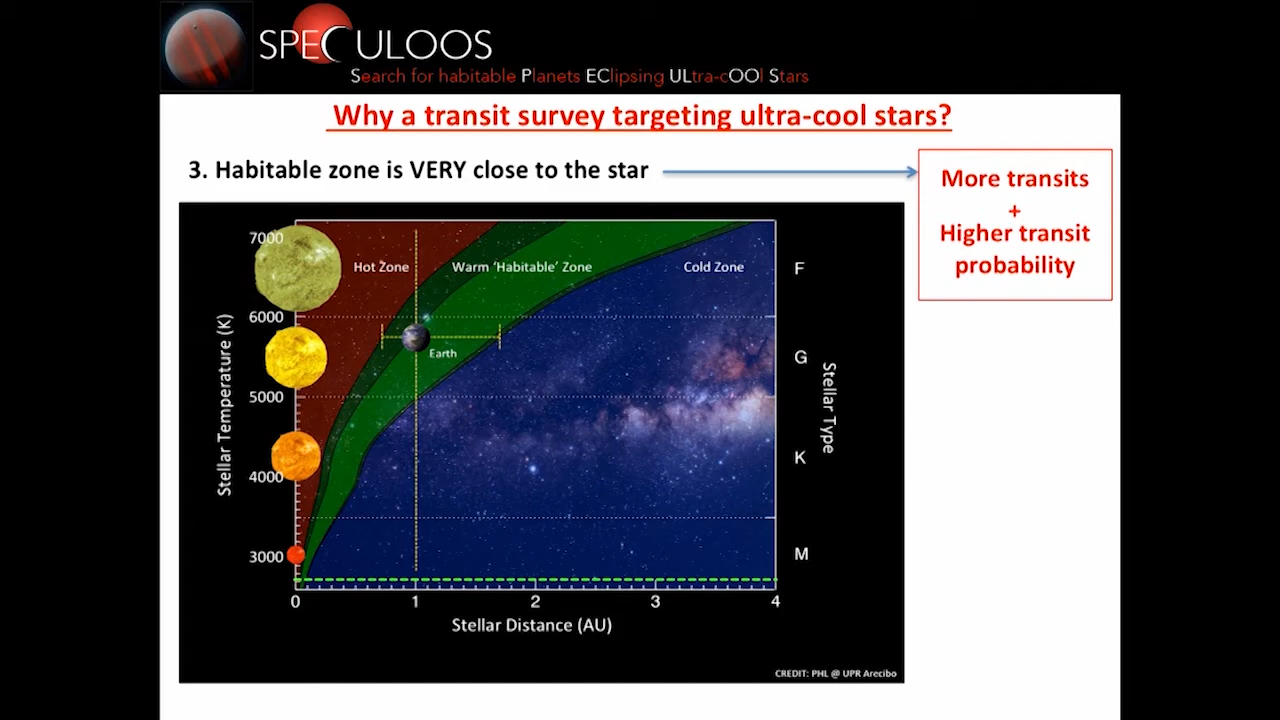 SPECULOOS
Search for habitable Planets EClipsing ULtra-cOOl Stars
Why a transit survey targeting ultra-cool stars?
3. Habitable zone is VERY close to the star
More transits
+
Higher transit
probability
7000
6000
5000
4000
3000
Stellar Temperature (K)
Hot Zone
Warm 'Habitable' Zone
Cold Zone
Earth
F
G
K
M
Stellar Type
0 1 2 3 4
Stellar Distance (AU)
CREDIT: PHL @ UPR Arecibo